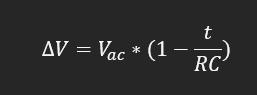 ΔV = V_ac * (1 - t/RC)